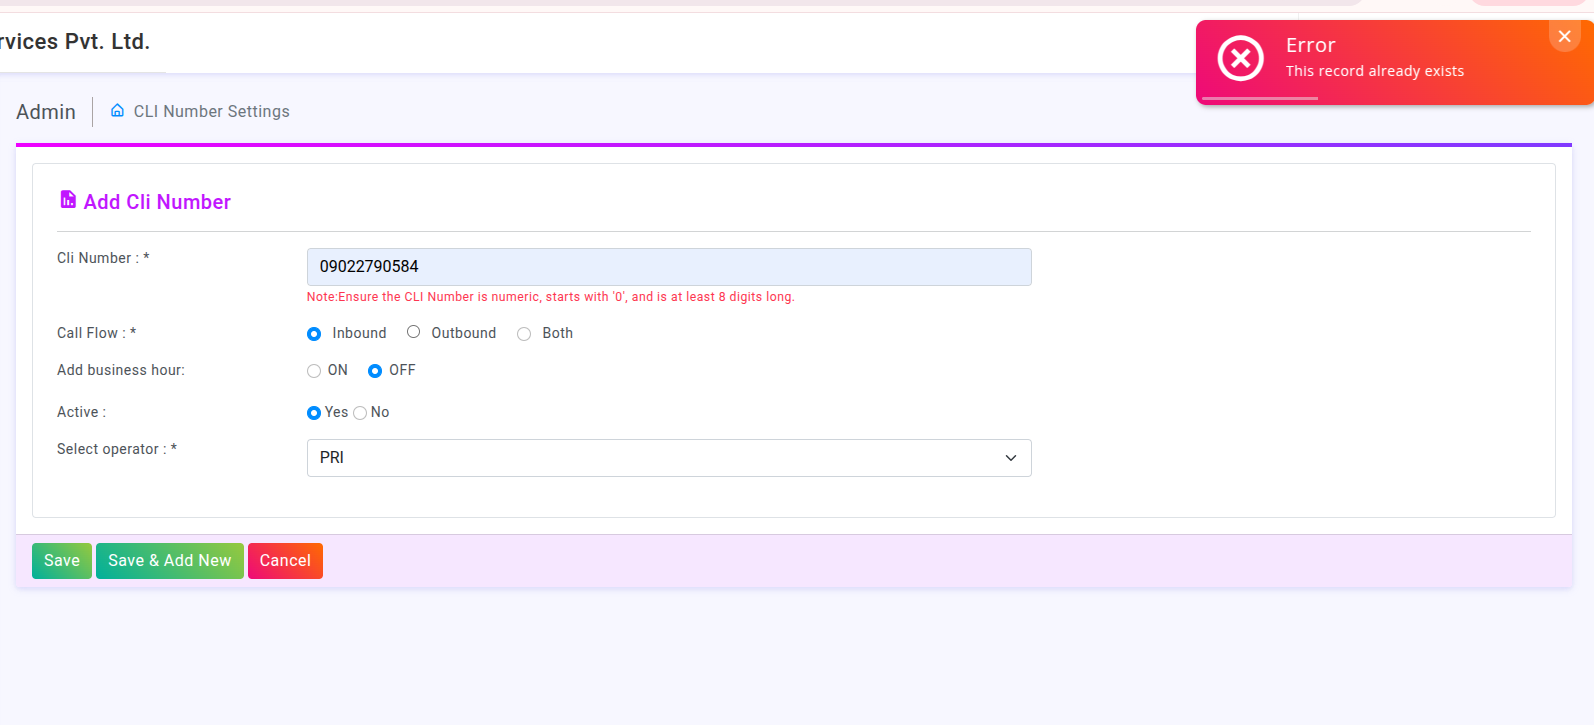 rvices Pvt. Ltd.
Error
This record already exists
Admin
CLI Number Settings
Add Cli Number
Cli Number : *
09022790584
Note:Ensure the CLI Number is numeric, starts with '0', and is at least 8 digits long.
Call Flow : * Inbound Outbound Both
Add business hour: ON OFF
Active : Yes No
Select operator : * PRI
Save Save & Add New Cancel